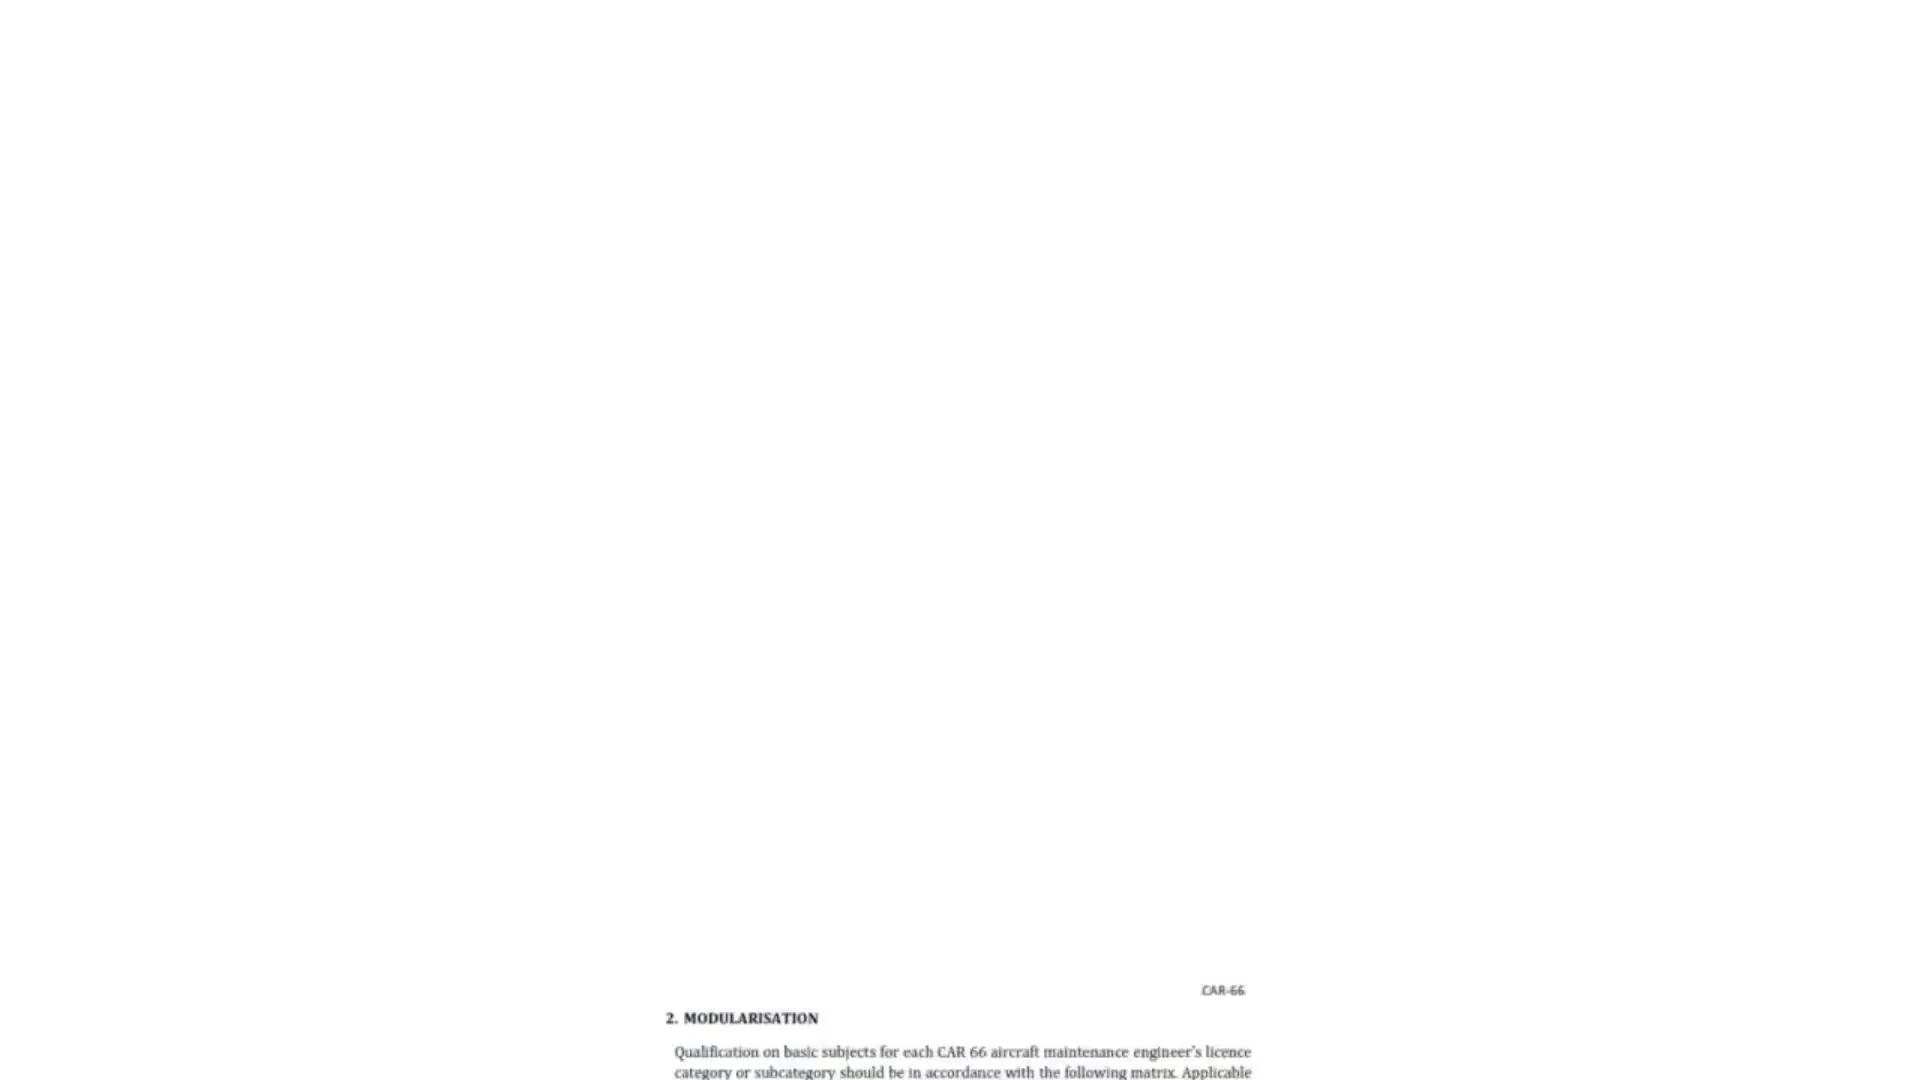 CAR-66
2. MODULARISATION
Qualification on basic subjects for each CAR 66 aircraft maintenance engineer's licence
category or subcategory should be in accordance with the following matrix. Applicable